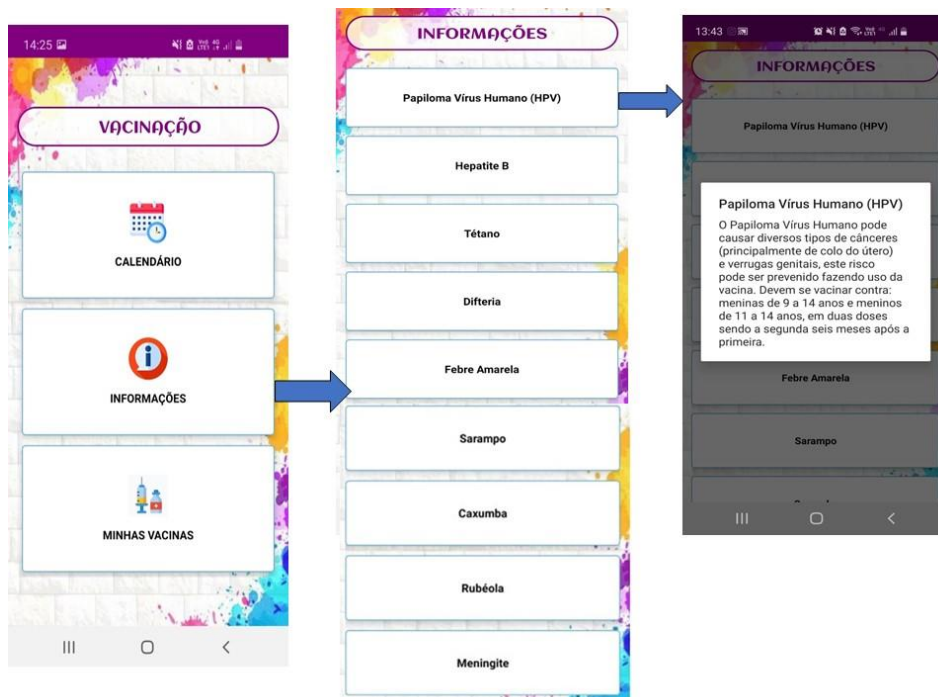 14:25
VACINAÇÃO
CALENDÁRIO
INFORMAÇÕES
MINHAS VACINAS
INFORMAÇÕES
Papiloma Vírus Humano (HPV)
Hepatite B
Tétano
Difteria
Febre Amarela
Sarampo
Caxumba
Rubéola
Meningite
13:43
INFORMAÇÕES
Papiloma Vírus Humano (HPV)
Papiloma Vírus Humano (HPV)
O Papiloma Vírus Humano pode
causar diversos tipos de cânceres
(principalmente de colo do útero)
e verrugas genitais, este risco
pode ser prevenido fazendo uso da
vacina. Devem se vacinar contra:
meninas de 9 a 14 anos e meninos
de 11 a 14 anos, em duas doses
sendo a segunda seis meses após a
primeira.
Febre Amarela
Sarampo